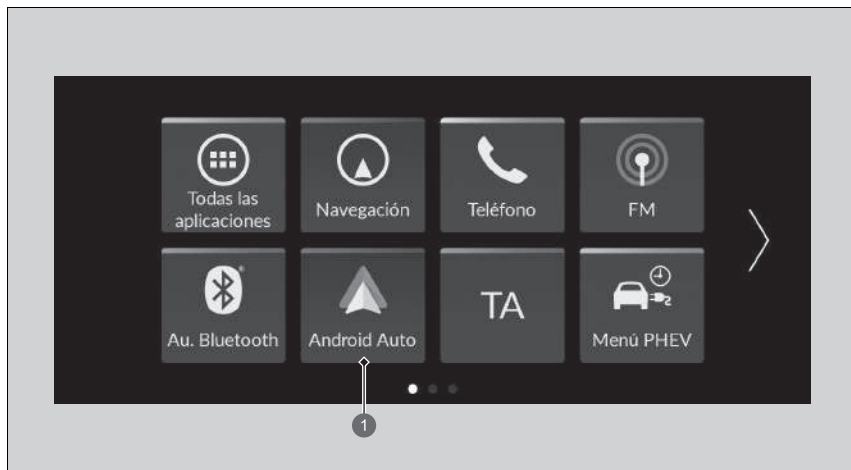 Todas las
aplicaciones
Navegación
Teléfono
FM
Au. Bluetooth
Android Auto
TA
Menú PHEV
1